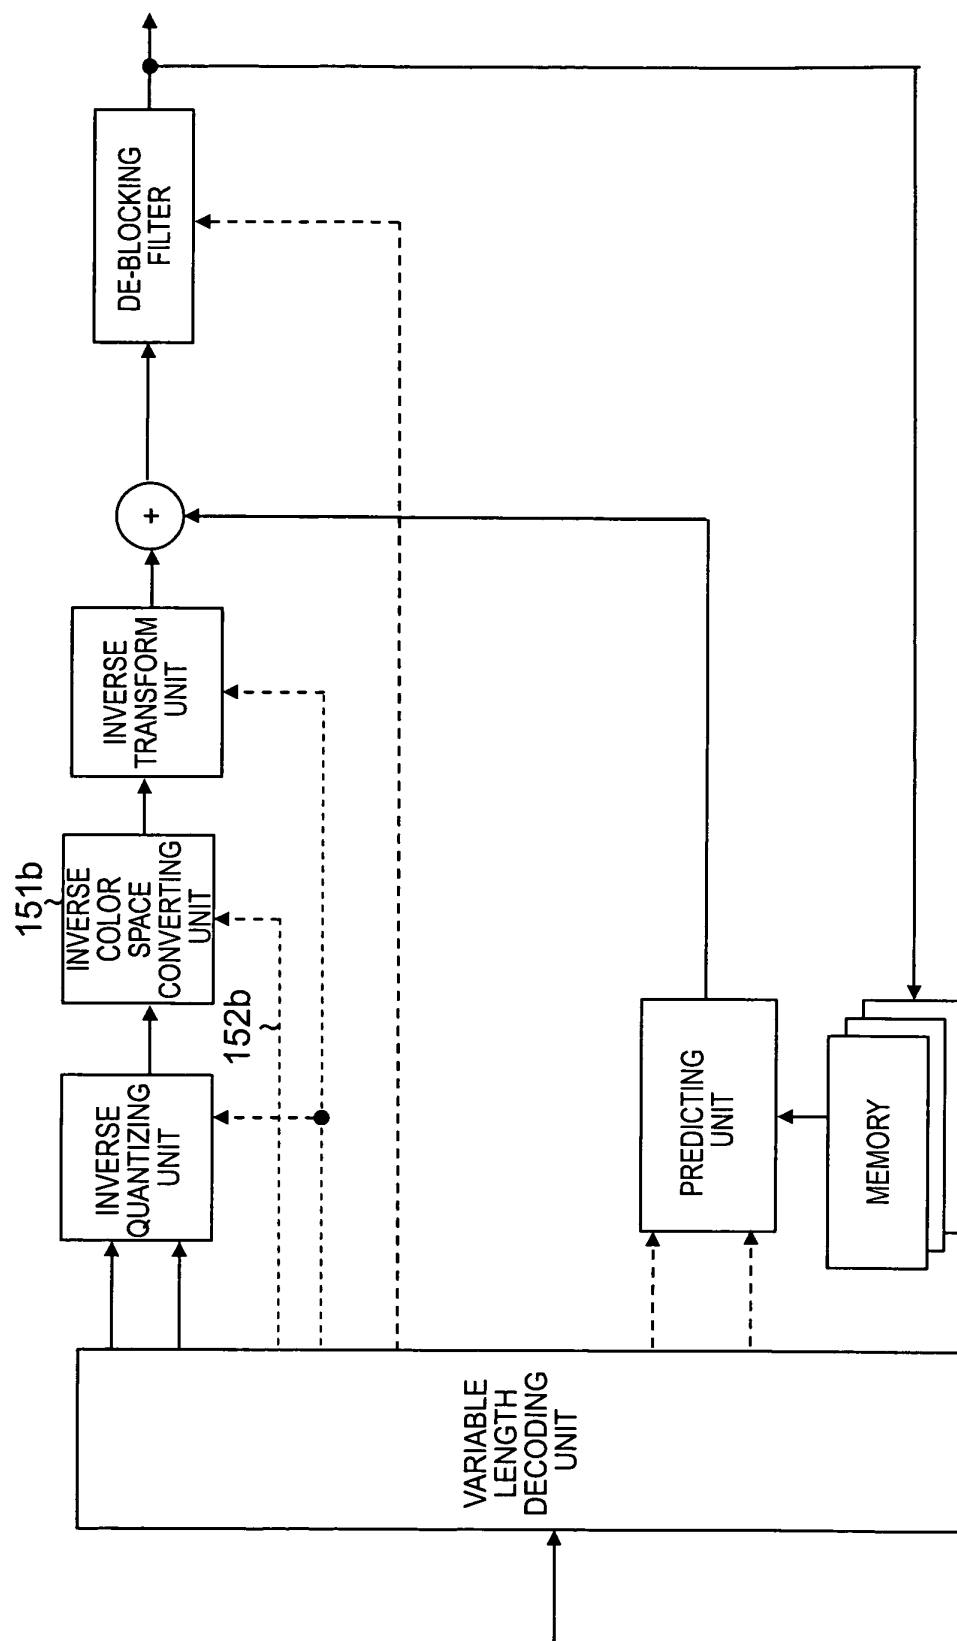 DE-BLOCKING
FILTER
+
INVERSE
TRANSFORM
UNIT
151b
INVERSE
COLOR
SPACE
CONVERTING
UNIT
152b
INVERSE
QUANTIZING
UNIT
PREDICTING
UNIT
MEMORY
VARIABLE
LENGTH
DECODING
UNIT